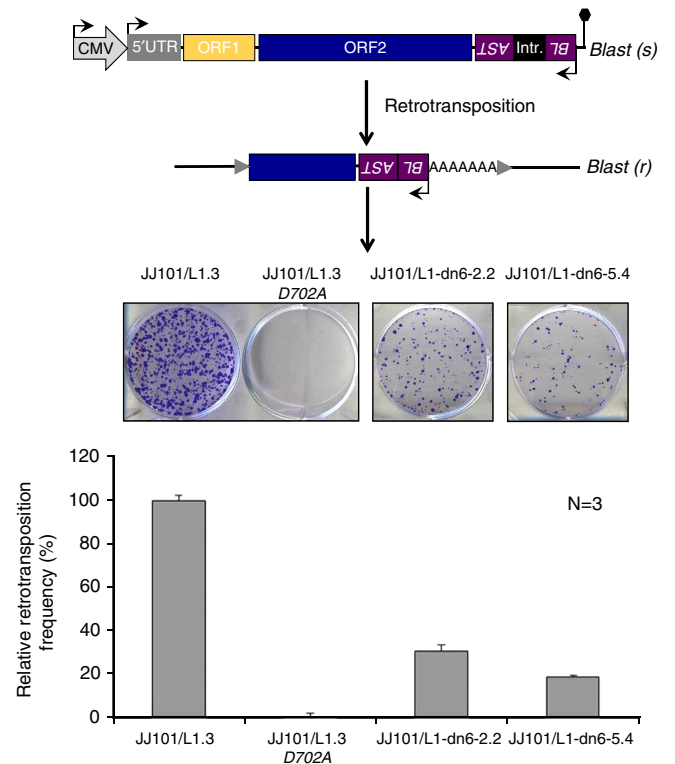 CMV 5′UTR ORF1 ORF2 AST Intr. BL Blast (s)
Retrotransposition
AST BL AAAAAAA Blast (r)
JJ101/L1.3 JJ101/L1.3 JJ101/L1-dn6-2.2 JJ101/L1-dn6-5.4
D702A
120
100
80
60
40
20
0
Relative retrotransposition
frequency (%)
N=3
JJ101/L1.3 JJ101/L1.3 JJ101/L1-dn6-2.2 JJ101/L1-dn6-5.4
D702A